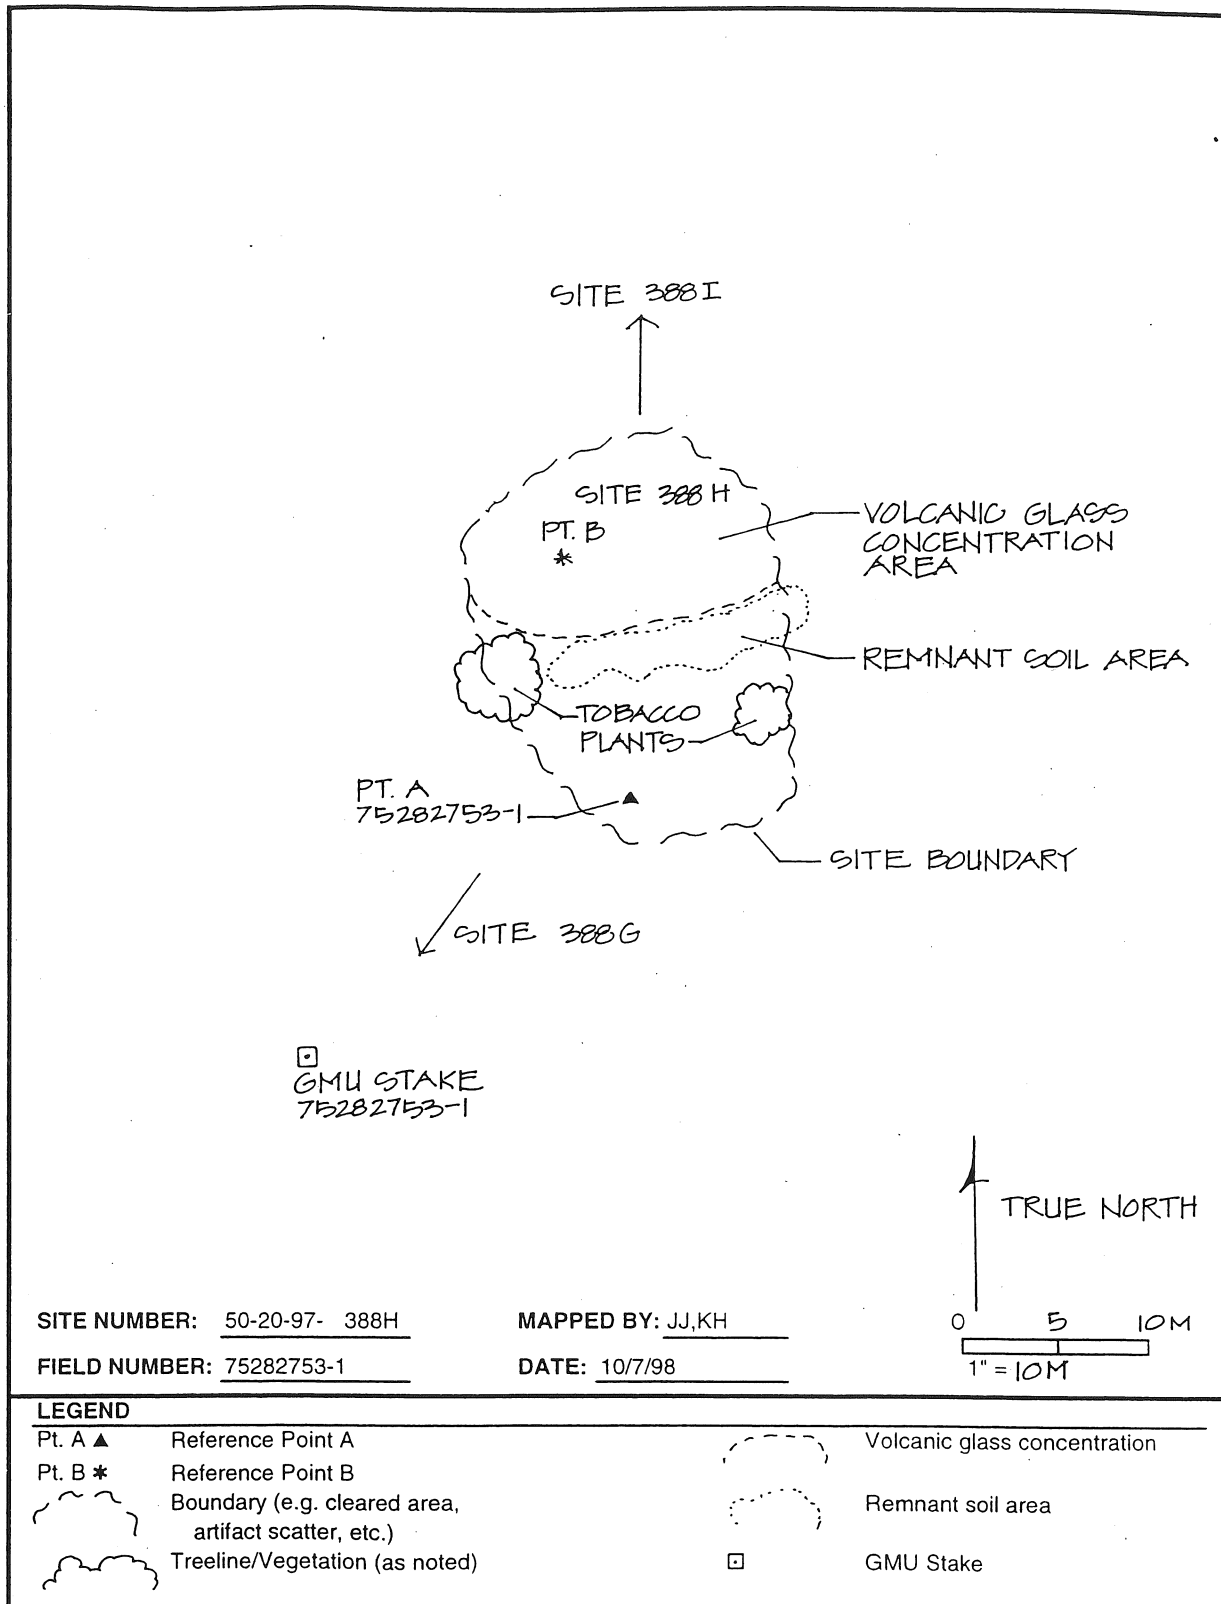 SITE 388I
SITE 388H
PT. B
VOLCANIC GLASS
CONCENTRATION
AREA
REMNANT SOIL AREA
TOBACCO
PLANTS
PT. A
75282753-1
SITE BOUNDARY
SITE 388G
GMU STAKE
75282753-1
TRUE NORTH
SITE NUMBER: 50-20-97- 388H
MAPPED BY: JJ,KH
FIELD NUMBER: 75282753-1
DATE: 10/7/98
0 5 10M
1" = 10M
LEGEND
Pt. A Reference Point A
Pt. B Reference Point B
Boundary (e.g. cleared area,
artifact scatter, etc.)
Treeline/Vegetation (as noted)
Volcanic glass concentration
Remnant soil area
GMU Stake